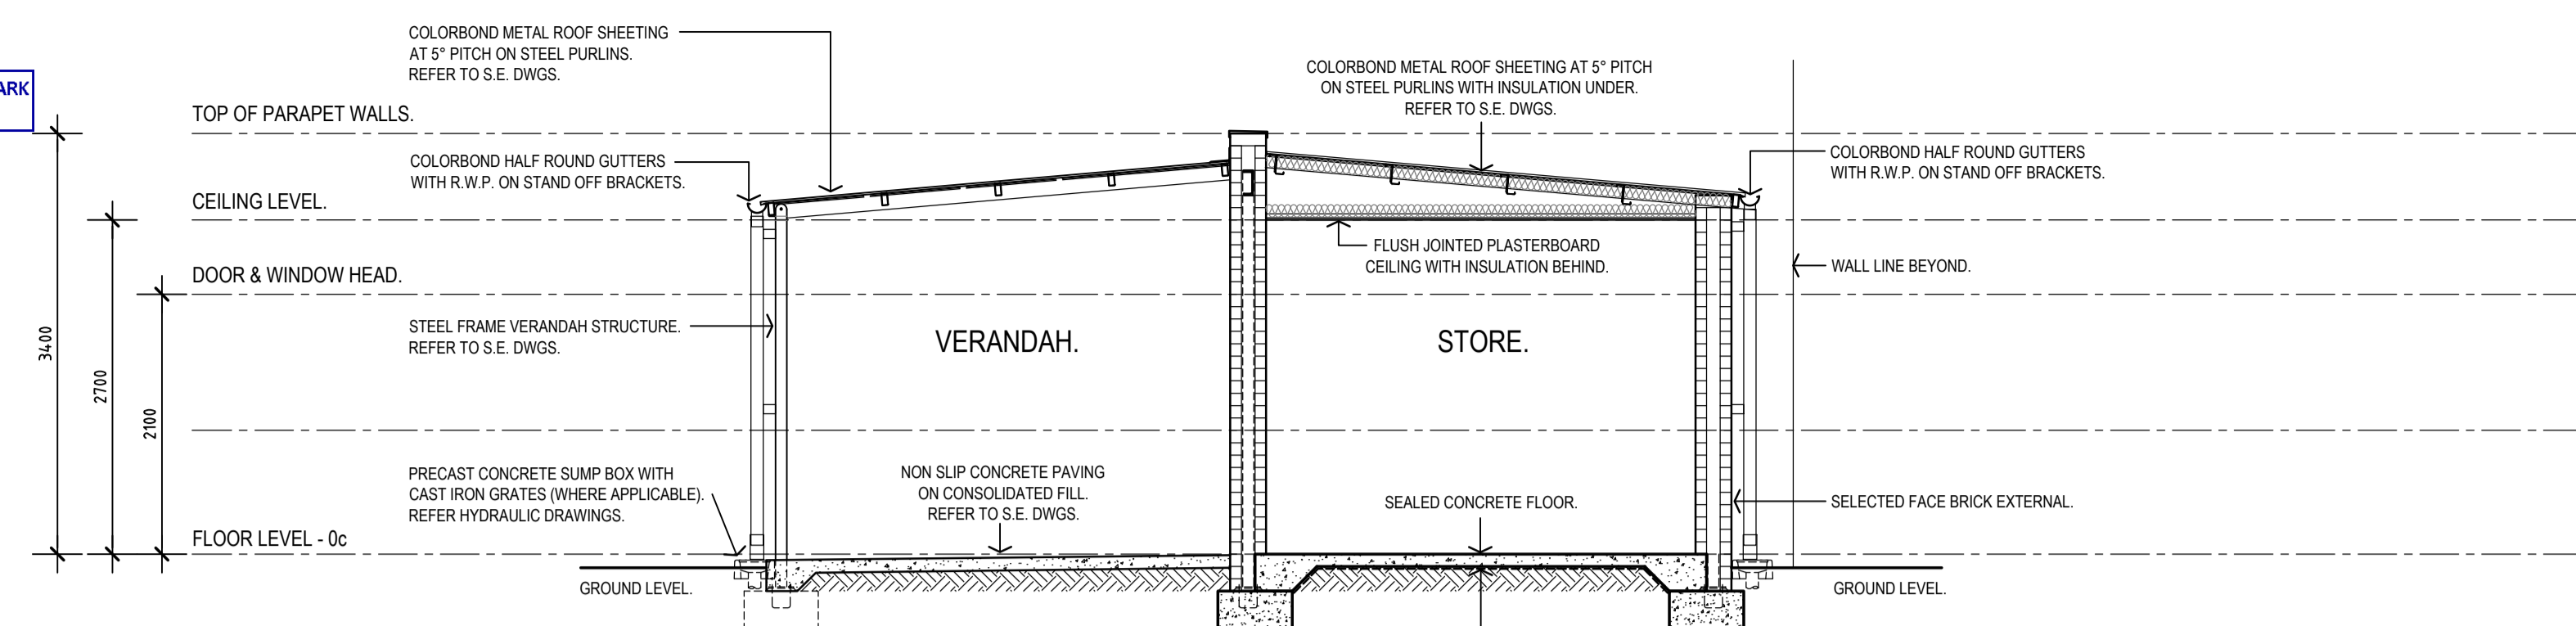 COLORBOND METAL ROOF SHEETING
AT 5° PITCH ON STEEL PURLINS.
REFER TO S.E. DWGS.
COLORBOND METAL ROOF SHEETING AT 5° PITCH
ON STEEL PURLINS WITH INSULATION UNDER.
REFER TO S.E. DWGS.
ARK
TOP OF PARAPET WALLS.
COLORBOND HALF ROUND GUTTERS
WITH R.W.P. ON STAND OFF BRACKETS.
COLORBOND HALF ROUND GUTTERS
WITH R.W.P. ON STAND OFF BRACKETS.
CEILING LEVEL.
FLUSH JOINTED PLASTERBOARD
CEILING WITH INSULATION BEHIND.
WALL LINE BEYOND.
DOOR & WINDOW HEAD.
STEEL FRAME VERANDAH STRUCTURE.
REFER TO S.E. DWGS.
VERANDAH.
STORE.
3400
2700
2100
PRECAST CONCRETE SUMP BOX WITH
CAST IRON GRATES (WHERE APPLICABLE).
REFER HYDRAULIC DRAWINGS.
NON SLIP CONCRETE PAVING
ON CONSOLIDATED FILL.
REFER TO S.E. DWGS.
SEALED CONCRETE FLOOR.
SELECTED FACE BRICK EXTERNAL.
FLOOR LEVEL - 0c
GROUND LEVEL.
GROUND LEVEL.